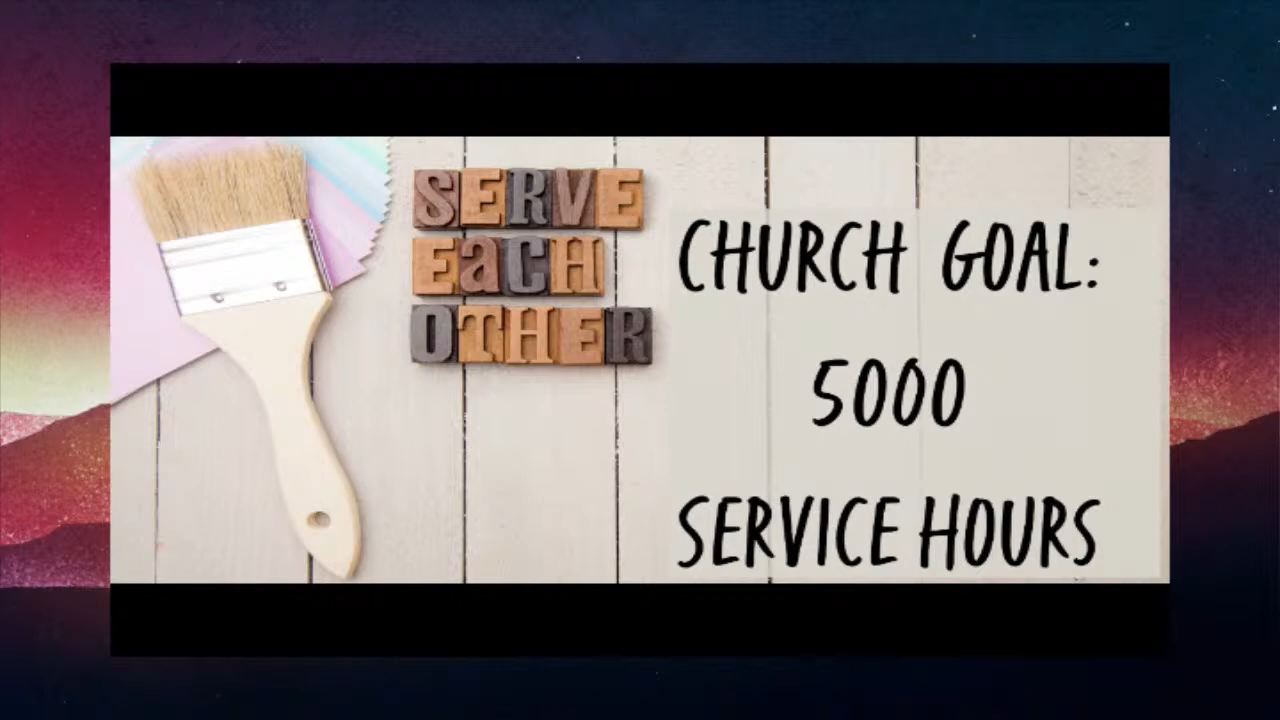 SERVE
EaCH
OTHER
CHURCH GOAL:
5000
SERVICE HOURS